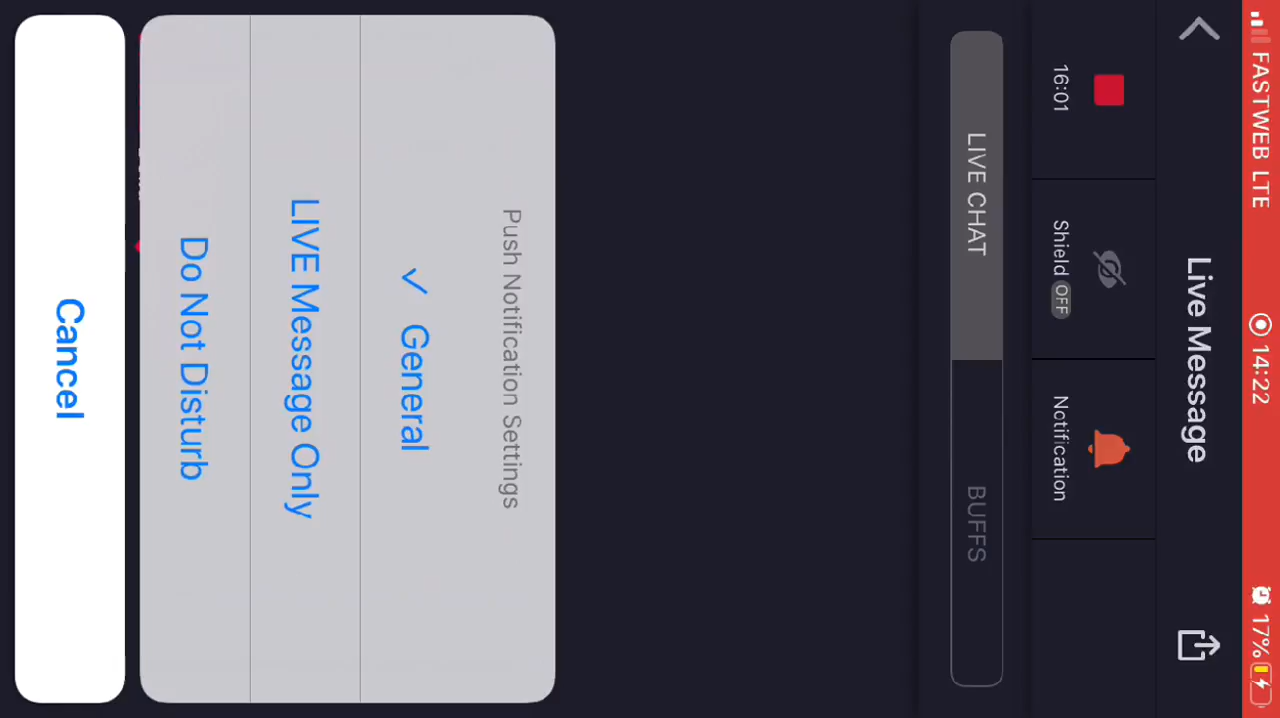 FASTWEB LTE 14:22 17%
Live Message
16:01
Shield OFF
Notification
LIVE CHAT
BUFFS
Push Notification Settings
✓ General
LIVE Message Only
Do Not Disturb
Cancel